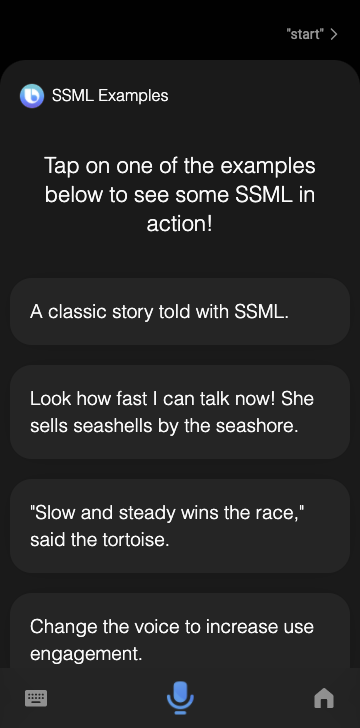 "start"
SSML Examples
Tap on one of the examples
below to see some SSML in
action!
A classic story told with SSML.
Look how fast I can talk now! She
sells seashells by the seashore.
"Slow and steady wins the race,"
said the tortoise.
Change the voice to increase use
engagement.